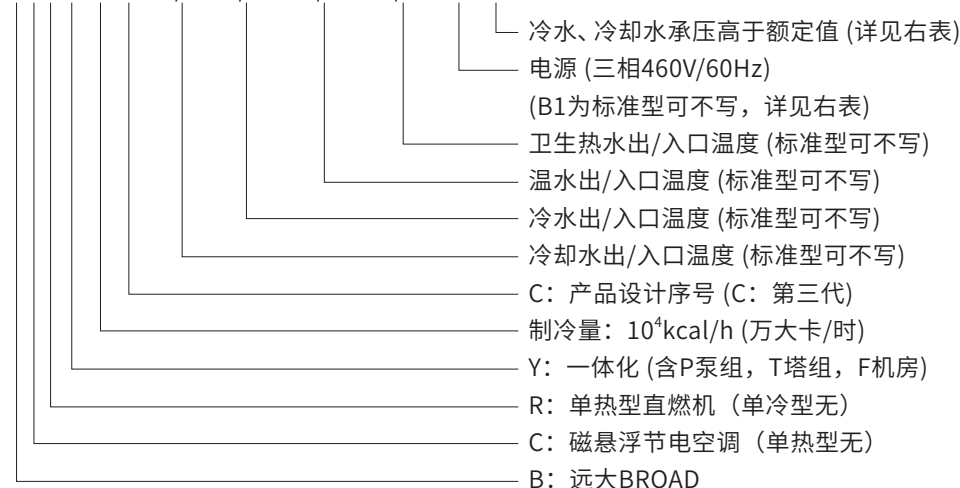 冷水、冷却水承压高于额定值 (详见右表)
电源 (三相460V/60Hz)
(B1为标准型可不写，详见右表)
卫生热水出/入口温度 (标准型可不写)
温水出/入口温度 (标准型可不写)
冷水出/入口温度 (标准型可不写)
冷却水出/入口温度 (标准型可不写)
C：产品设计序号 (C：第三代)
制冷量：10⁴kcal/h (万大卡/时)
Y：一体化 (含P泵组，T塔组，F机房)
R：单热型直燃机（单冷型无）
C：磁悬浮节电空调（单热型无）
B：远大BROAD